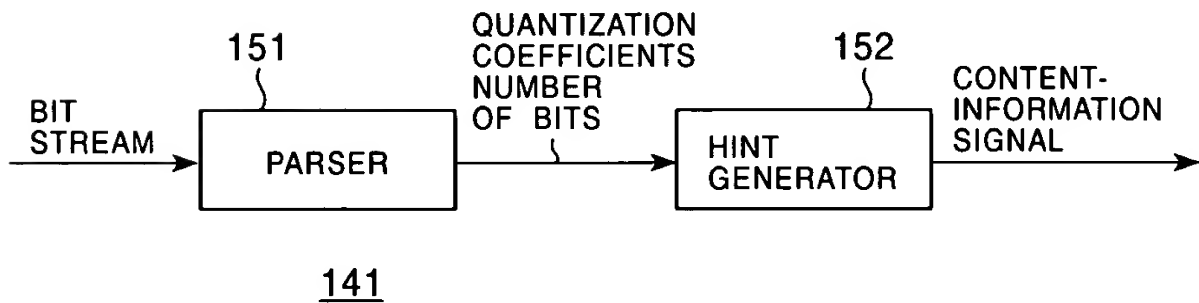 151
QUANTIZATION
COEFFICIENTS
NUMBER
OF BITS
152
CONTENT-
INFORMATION
SIGNAL
BIT
STREAM
PARSER
HINT
GENERATOR
141